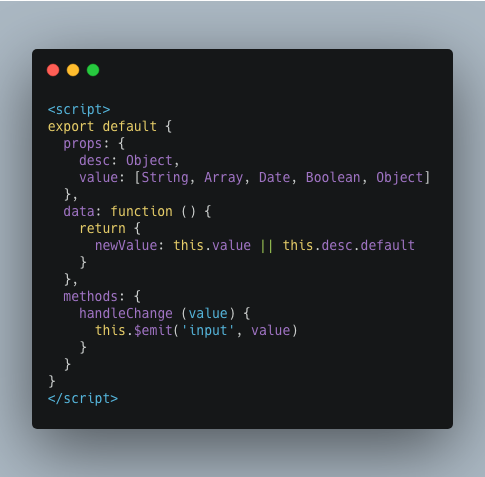 <script>
export default {
  props: {
    desc: Object,
    value: [String, Array, Date, Boolean, Object]
  },
  data: function () {
    return {
      newValue: this.value || this.desc.default
    }
  },
  methods: {
    handleChange (value) {
      this.$emit('input', value)
    }
  }
}
</script>